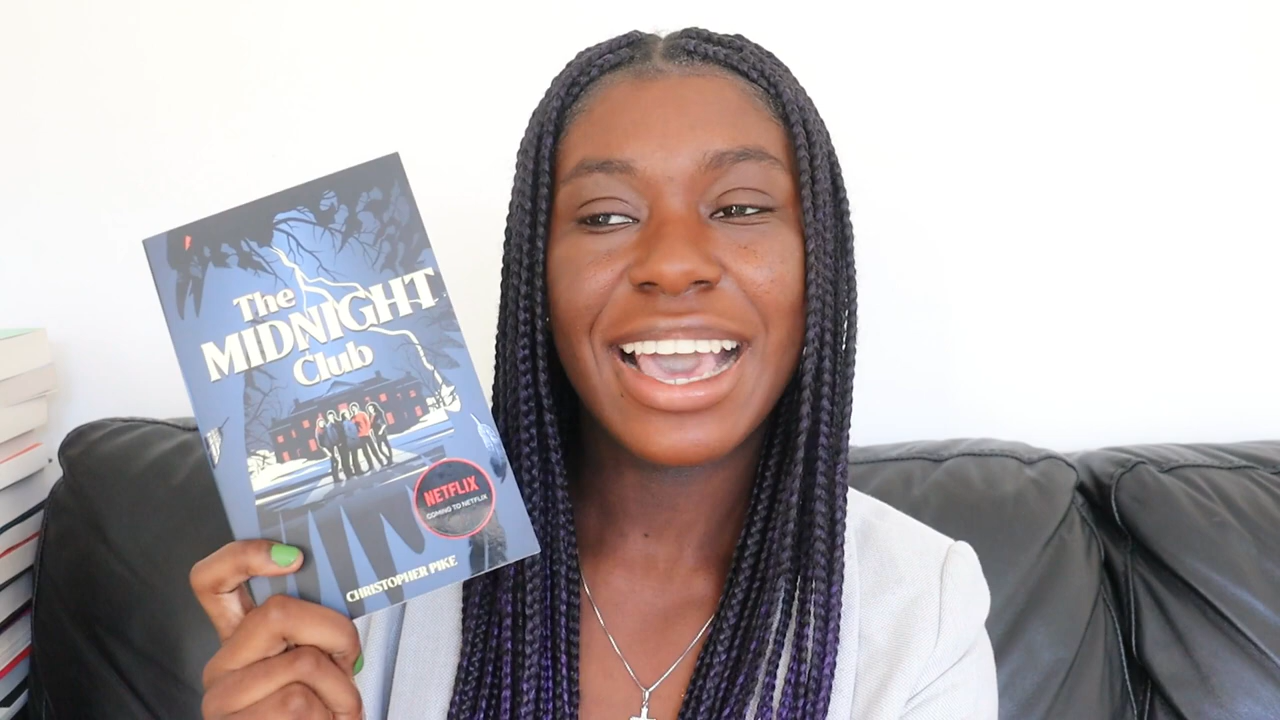 The
MIDNIGHT
Club
NETFLIX
COMING TO NETFLIX
CHRISTOPHER PIKE